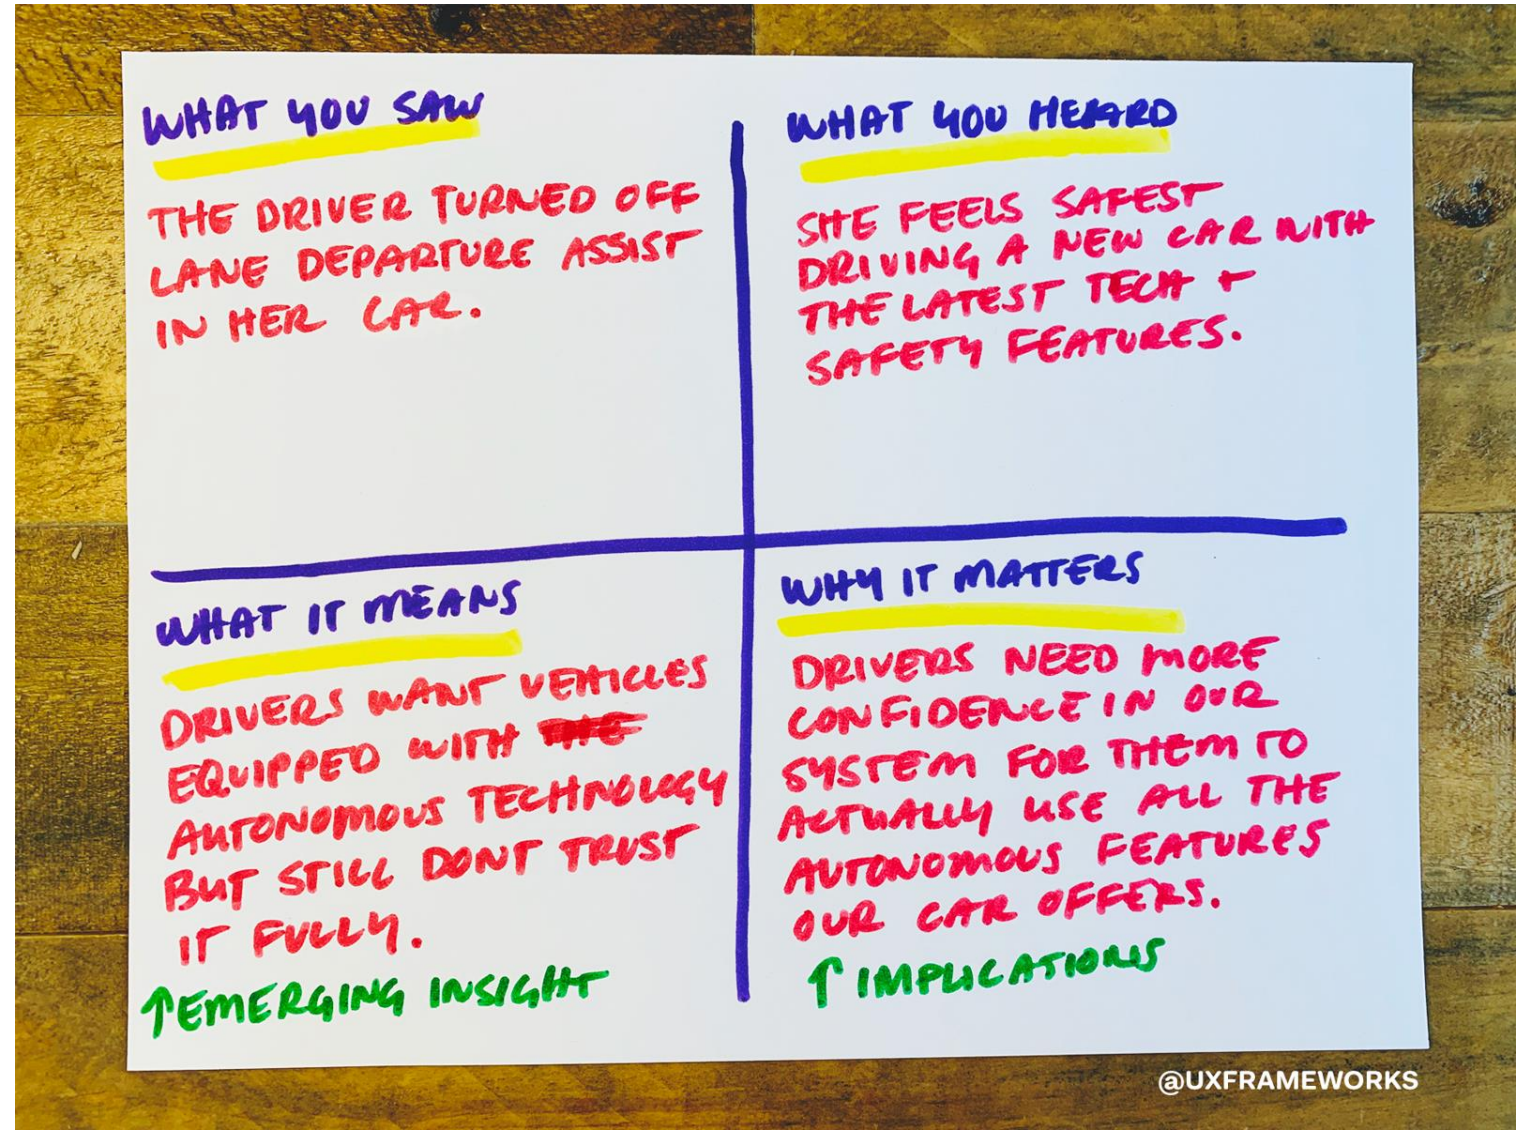 WHAT YOU SAW
THE DRIVER TURNED OFF
LANE DEPARTURE ASSIST
IN HER CAR.
WHAT YOU HEARD
SHE FEELS SAFEST
DRIVING A NEW CAR WITH
THE LATEST TECH +
SAFETY FEATURES.
WHAT IT MEANS
DRIVERS WANT VEHICLES
EQUIPPED WITH THE
AUTONOMOUS TECHNOLOGY
BUT STILL DONT TRUST
IT FULLY.
↑ EMERGING INSIGHT
WHY IT MATTERS
DRIVERS NEED MORE
CONFIDENCE IN OUR
SYSTEM FOR THEM TO
ACTUALLY USE ALL THE
AUTONOMOUS FEATURES
OUR CAR OFFERS.
↑ IMPLICATIONS
@UXFRAMEWORKS